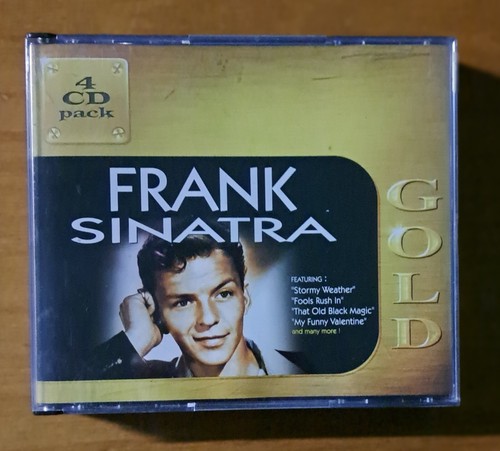 4
CD
pack
FRANK
SINATRA
GOLD
FEATURING :
"Stormy Weather"
"Fools Rush In"
"That Old Black Magic"
"My Funny Valentine"
and many more !